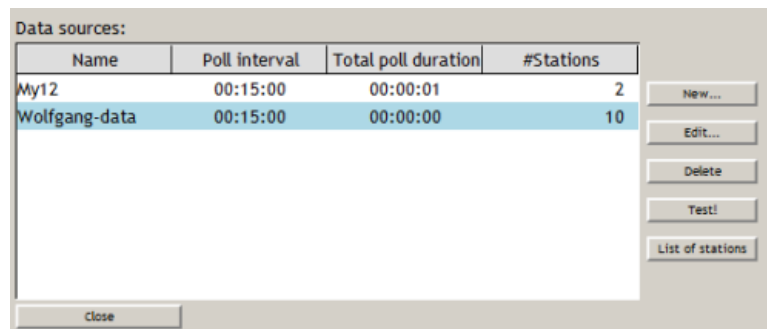 Data sources:
Name Poll interval Total poll duration #Stations
My12 00:15:00 00:00:01 2
Wolfgang-data 00:15:00 00:00:00 10
New...
Edit...
Delete
Test!
List of stations
Close